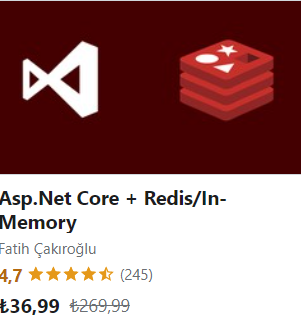 Asp.Net Core + Redis/In-
Memory
Fatih Çakıroğlu
4,7 (245)
₺36,99 ₺269,99